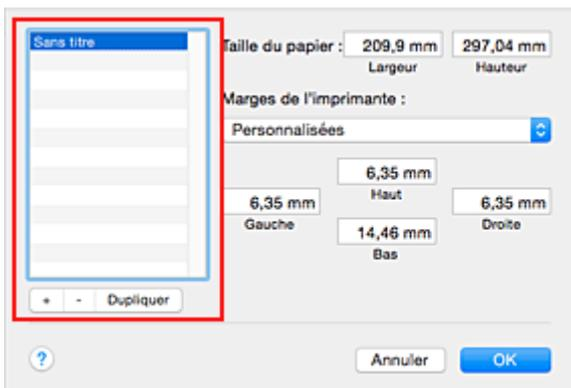 Sans titre
Taille du papier : 209,9 mm 297,04 mm
Largeur Hauteur
Marges de l'imprimante :
Personnalisées
6,35 mm
Haut
6,35 mm 6,35 mm
Gauche Droite
14,46 mm
Bas
+ - Dupliquer
? Annuler OK